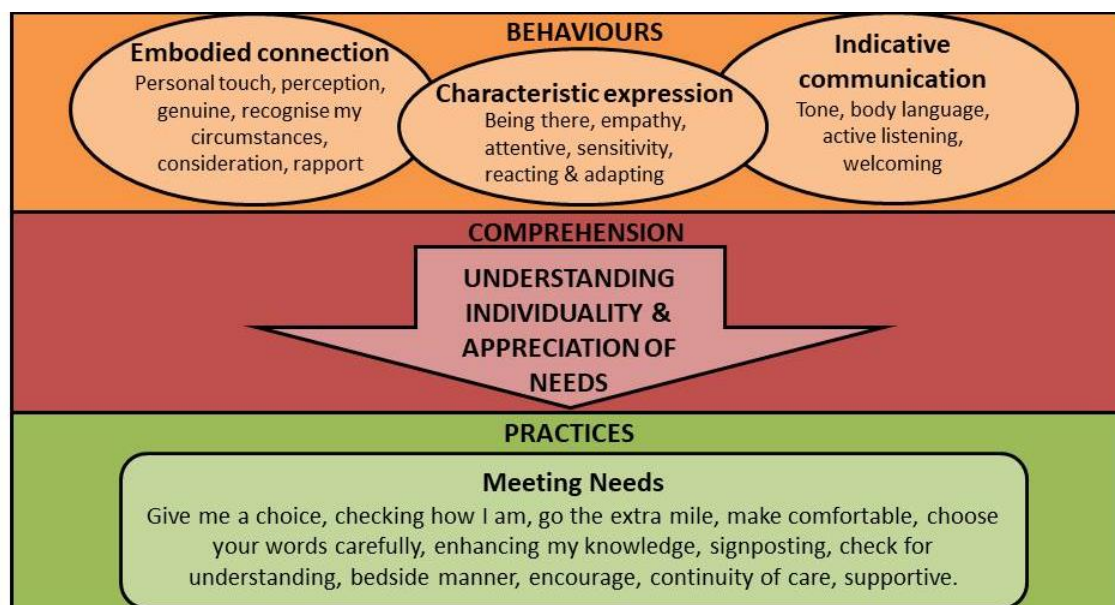 BEHAVIOURS
Embodied connection
Personal touch, perception,
genuine, recognise my
circumstances,
consideration, rapport
Characteristic expression
Being there, empathy,
attentive, sensitivity,
reacting & adapting
Indicative
communication
Tone, body language,
active listening,
welcoming
COMPREHENSION
UNDERSTANDING
INDIVIDUALITY &
APPRECIATION OF
NEEDS
PRACTICES
Meeting Needs
Give me a choice, checking how I am, go the extra mile, make comfortable, choose
your words carefully, enhancing my knowledge, signposting, check for
understanding, bedside manner, encourage, continuity of care, supportive.